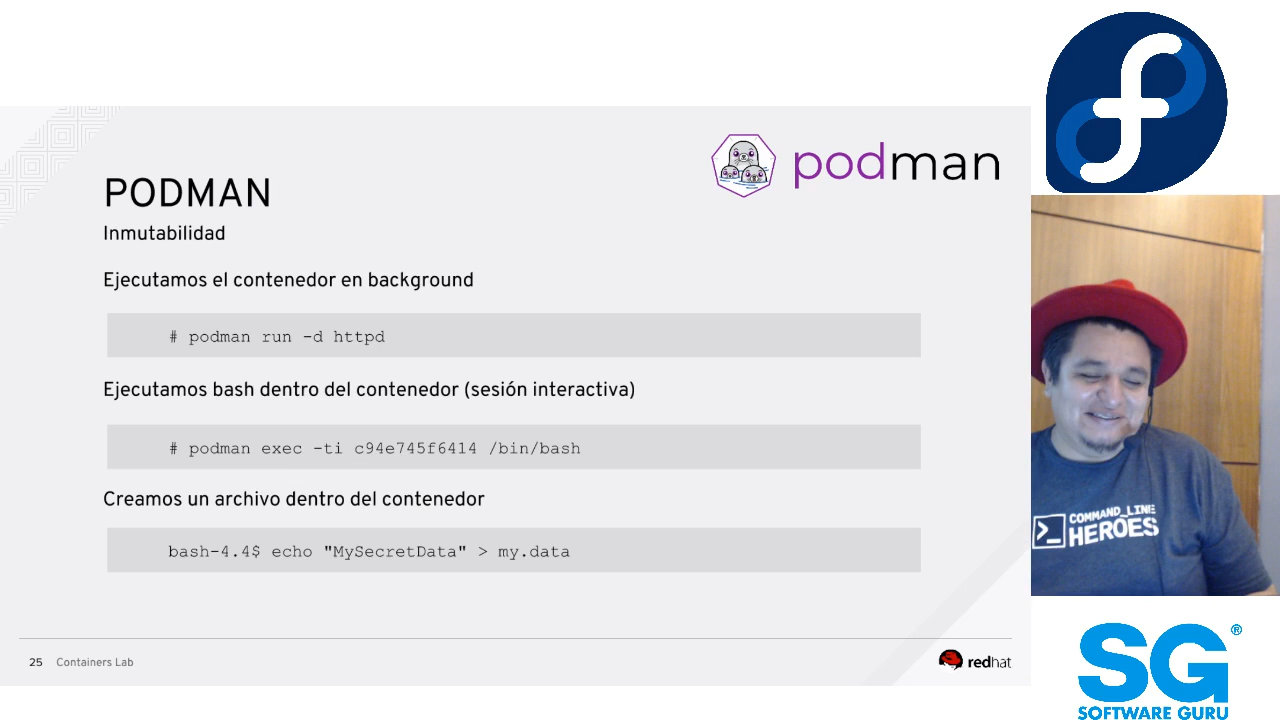 podman
PODMAN
Inmutabilidad
Ejecutamos el contenedor en background
# podman run -d httpd
Ejecutamos bash dentro del contenedor (sesión interactiva)
# podman exec -ti c94e745f6414 /bin/bash
Creamos un archivo dentro del contenedor
bash-4.4$ echo "MySecretData" > my.data
25 Containers Lab
redhat
COMMAND_LINE
HEROES
SG®
SOFTWARE GURU